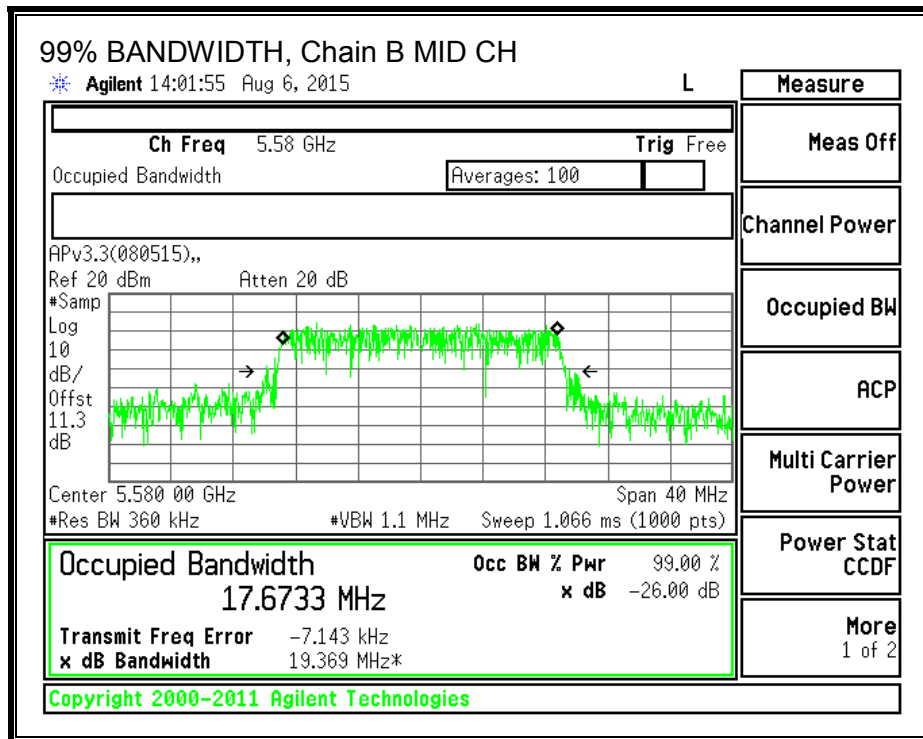 99% BANDWIDTH, Chain B MID CH
Agilent 14:01:55 Aug 6, 2015 L
Measure
Ch Freq 5.58 GHz Trig Free
Meas Off
Occupied Bandwidth Averages: 100
Channel Power
APv3.3(080515),,
Ref 20 dBm Atten 20 dB
#Samp
Log
10
dB/
Offst
11.3
dB
Occupied BW
ACP
Multi Carrier
Power
Center 5.580 00 GHz Span 40 MHz
#Res BW 360 kHz #VBW 1.1 MHz Sweep 1.066 ms (1000 pts)
Power Stat
CCDF
Occupied Bandwidth Occ BW % Pwr 99.00 %
17.6733 MHz x dB -26.00 dB
Transmit Freq Error -7.143 kHz
x dB Bandwidth 19.369 MHz*
More
1 of 2
Copyright 2000-2011 Agilent Technologies